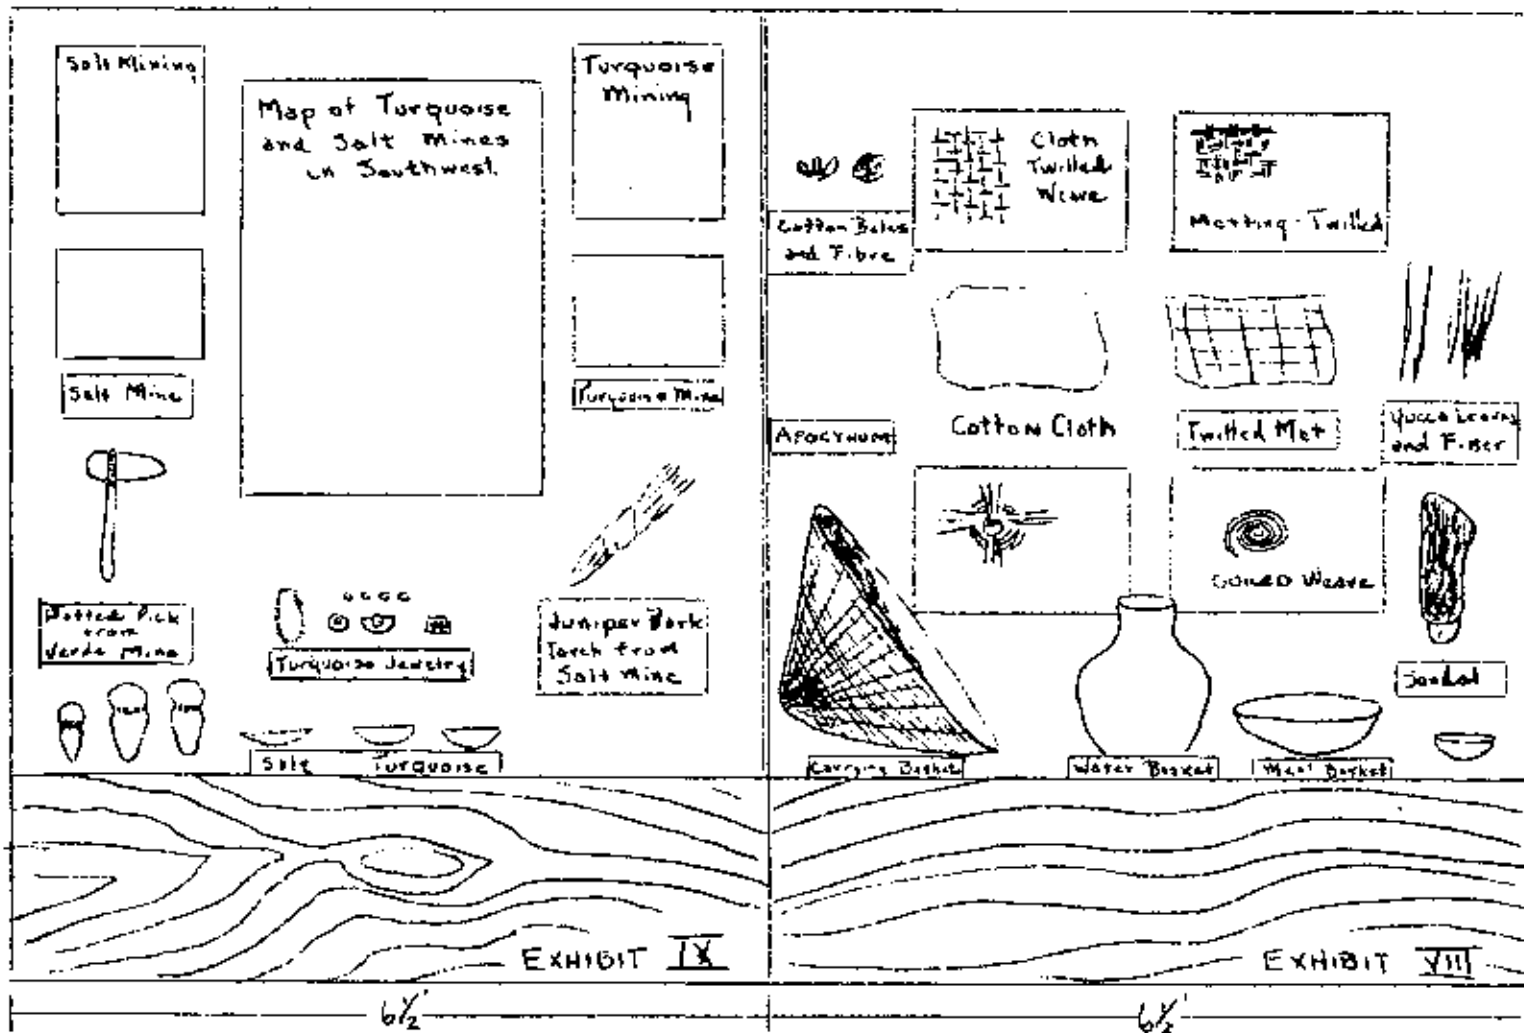 Salt Mining
Map of Turquoise
and Salt Mines
in Southwest
Turquoise
Mining
Salt Mine
Turquoise Mine
Pick
from
Verde Mine
Turquoise Jewelry
Juniper Bark
Torch from
Salt Mine
Salt
Turquoise
EXHIBIT IX
6½'
Cotton Boles
and Fibre
Cloth
Twilled
Weave
Matting - Twilled
APOCYNUM
Cotton Cloth
Twilled Mat
Yucca Leaves
and Fiber
Coiled Weave
Sandal
Carrying Basket
Water Basket
Meal Basket
EXHIBIT VIII
6½'